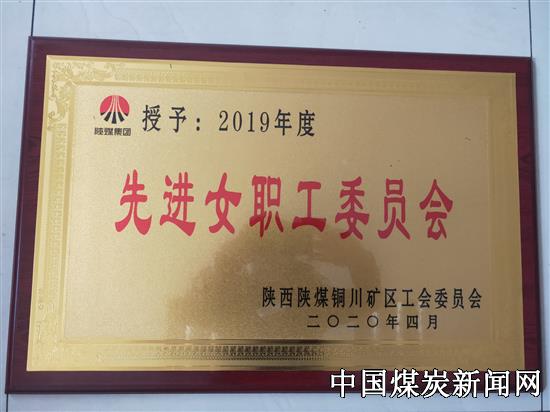 陕煤集团
授予：2019年度
先进女职工委员会
陕西陕煤铜川矿区工会委员会
二〇二〇年四月
中国煤炭新闻网